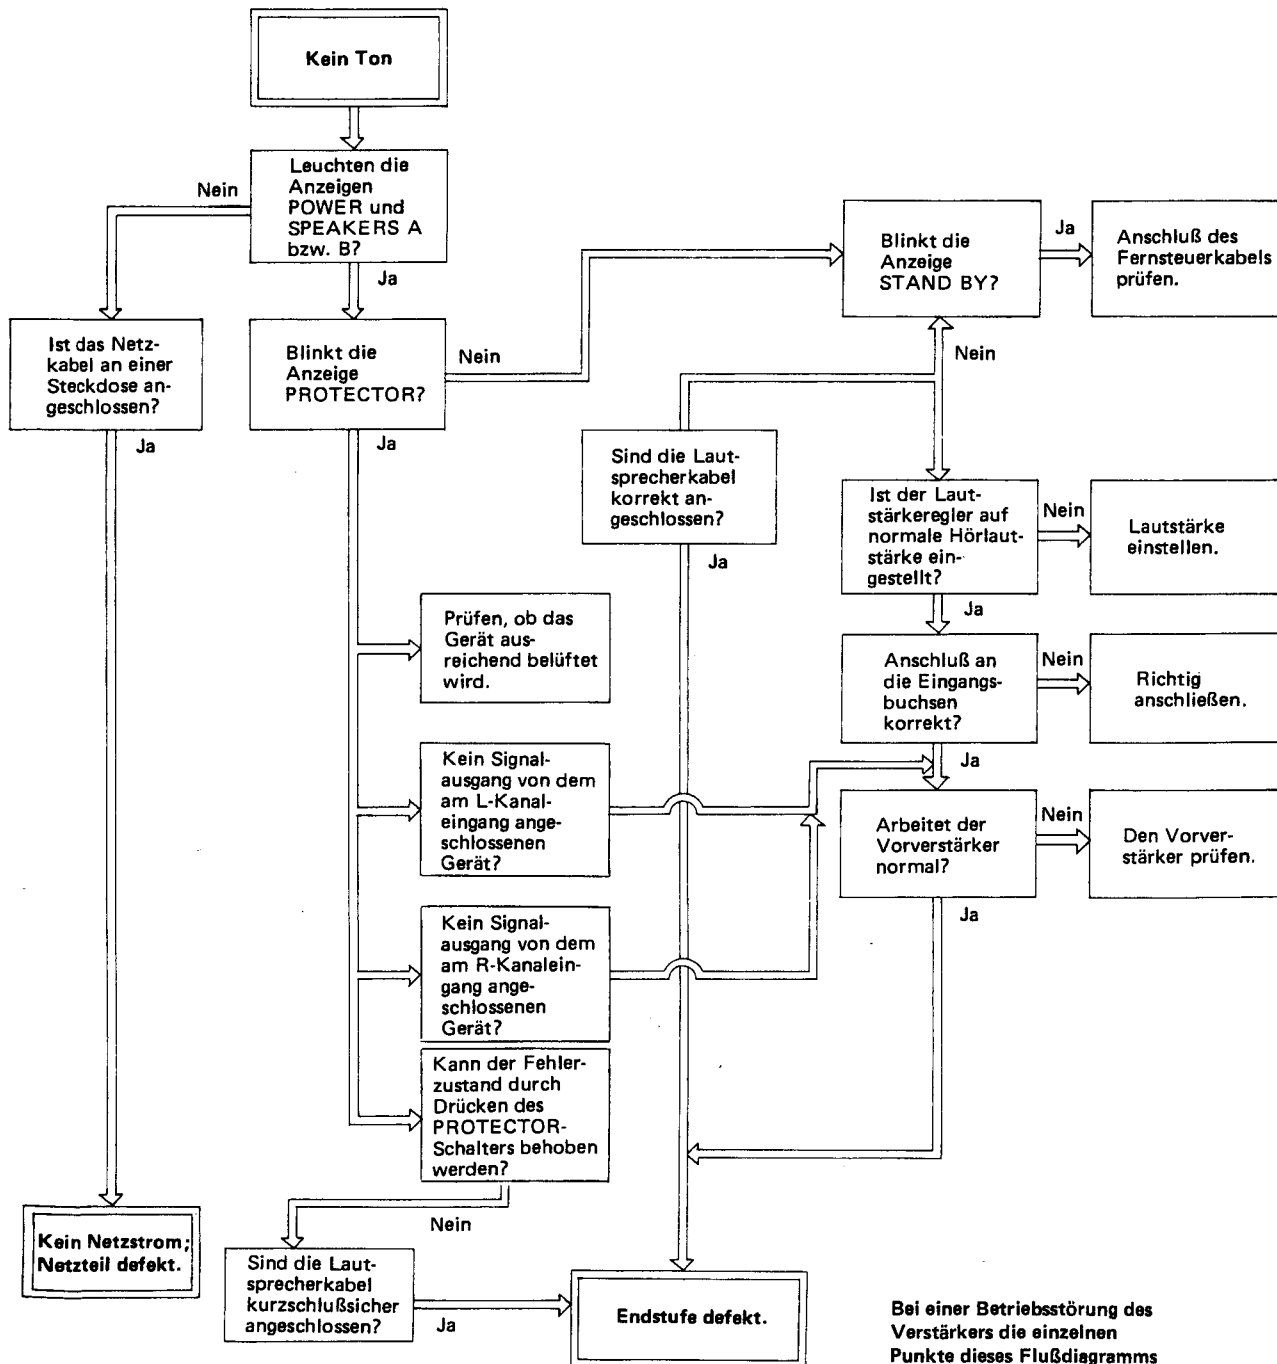 Kein Ton
Leuchten die
Anzeigen
POWER und
SPEAKERS A
bzw. B?
Nein
Ja
Ist das Netz-
kabel an einer
Steckdose an-
geschlossen?
Ja
Blinkt die
Anzeige
PROTECTOR?
Nein
Ja
Blinkt die
Anzeige
STAND BY?
Ja
Nein
Anschluß des
Fernsteuerkabels
prüfen.
Sind die Laut-
sprecherkabel
korrekt an-
geschlossen?
Ja
Ist der Laut-
stärkeregler auf
normale Hörlaut-
stärke ein-
gestellt?
Nein
Ja
Lautstärke
einstellen.
Prüfen, ob das
Gerät aus-
reichend belüftet
wird.
Anschluß an
die Eingangs-
buchsen
korrekt?
Nein
Ja
Richtig
anschließen.
Kein Signal-
ausgang von dem
am L-Kanal-
eingang ange-
schlossenen
Gerät?
Arbeitet der
Vorverstärker
normal?
Nein
Ja
Den Vorver-
stärker prüfen.
Kein Signal-
ausgang von dem
am R-Kanalein-
gang ange-
schlossenen
Gerät?
Kann der Fehler-
zustand durch
Drücken des
PROTECTOR-
Schalters behoben
werden?
Nein
Kein Netzstrom;
Netzteil defekt.
Sind die Laut-
sprecherkabel
kurzschlußsicher
angeschlossen?
Ja
Endstufe defekt.
Bei einer Betriebsstörung des
Verstärkers die einzelnen
Punkte dieses Flußdiagramms